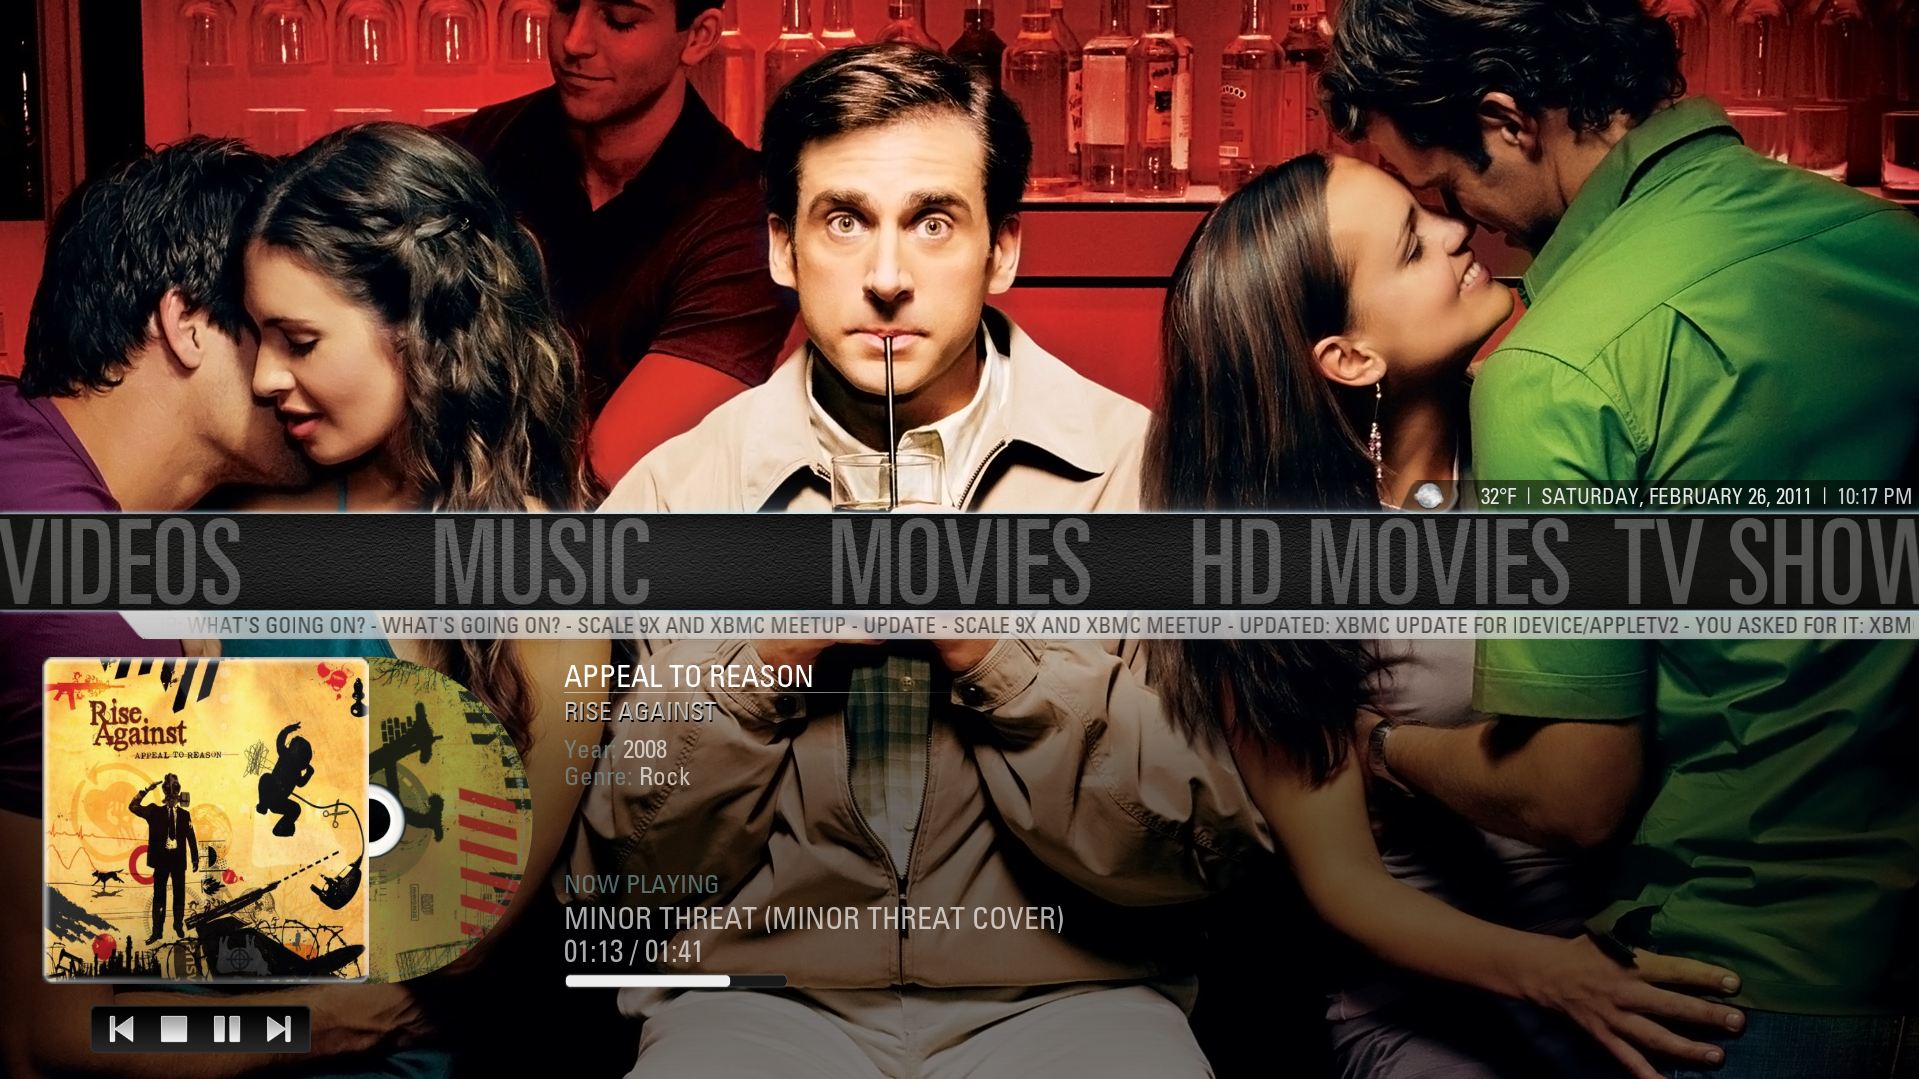 32°F | SATURDAY, FEBRUARY 26, 2011 | 10:17 PM
VIDEOS MUSIC MOVIES HD MOVIES TV SHOW
WHAT'S GOING ON? - WHAT'S GOING ON? - SCALE 9X AND XBMC MEETUP - UPDATE - SCALE 9X AND XBMC MEETUP - UPDATED: XBMC UPDATE FOR IDEVICE/APPLETV2 - YOU ASKED FOR IT: XBM
Rise Against
APPEAL TO REASON
APPEAL TO REASON
RISE AGAINST
Year: 2008
Genre: Rock
NOW PLAYING
MINOR THREAT (MINOR THREAT COVER)
01:13 / 01:41